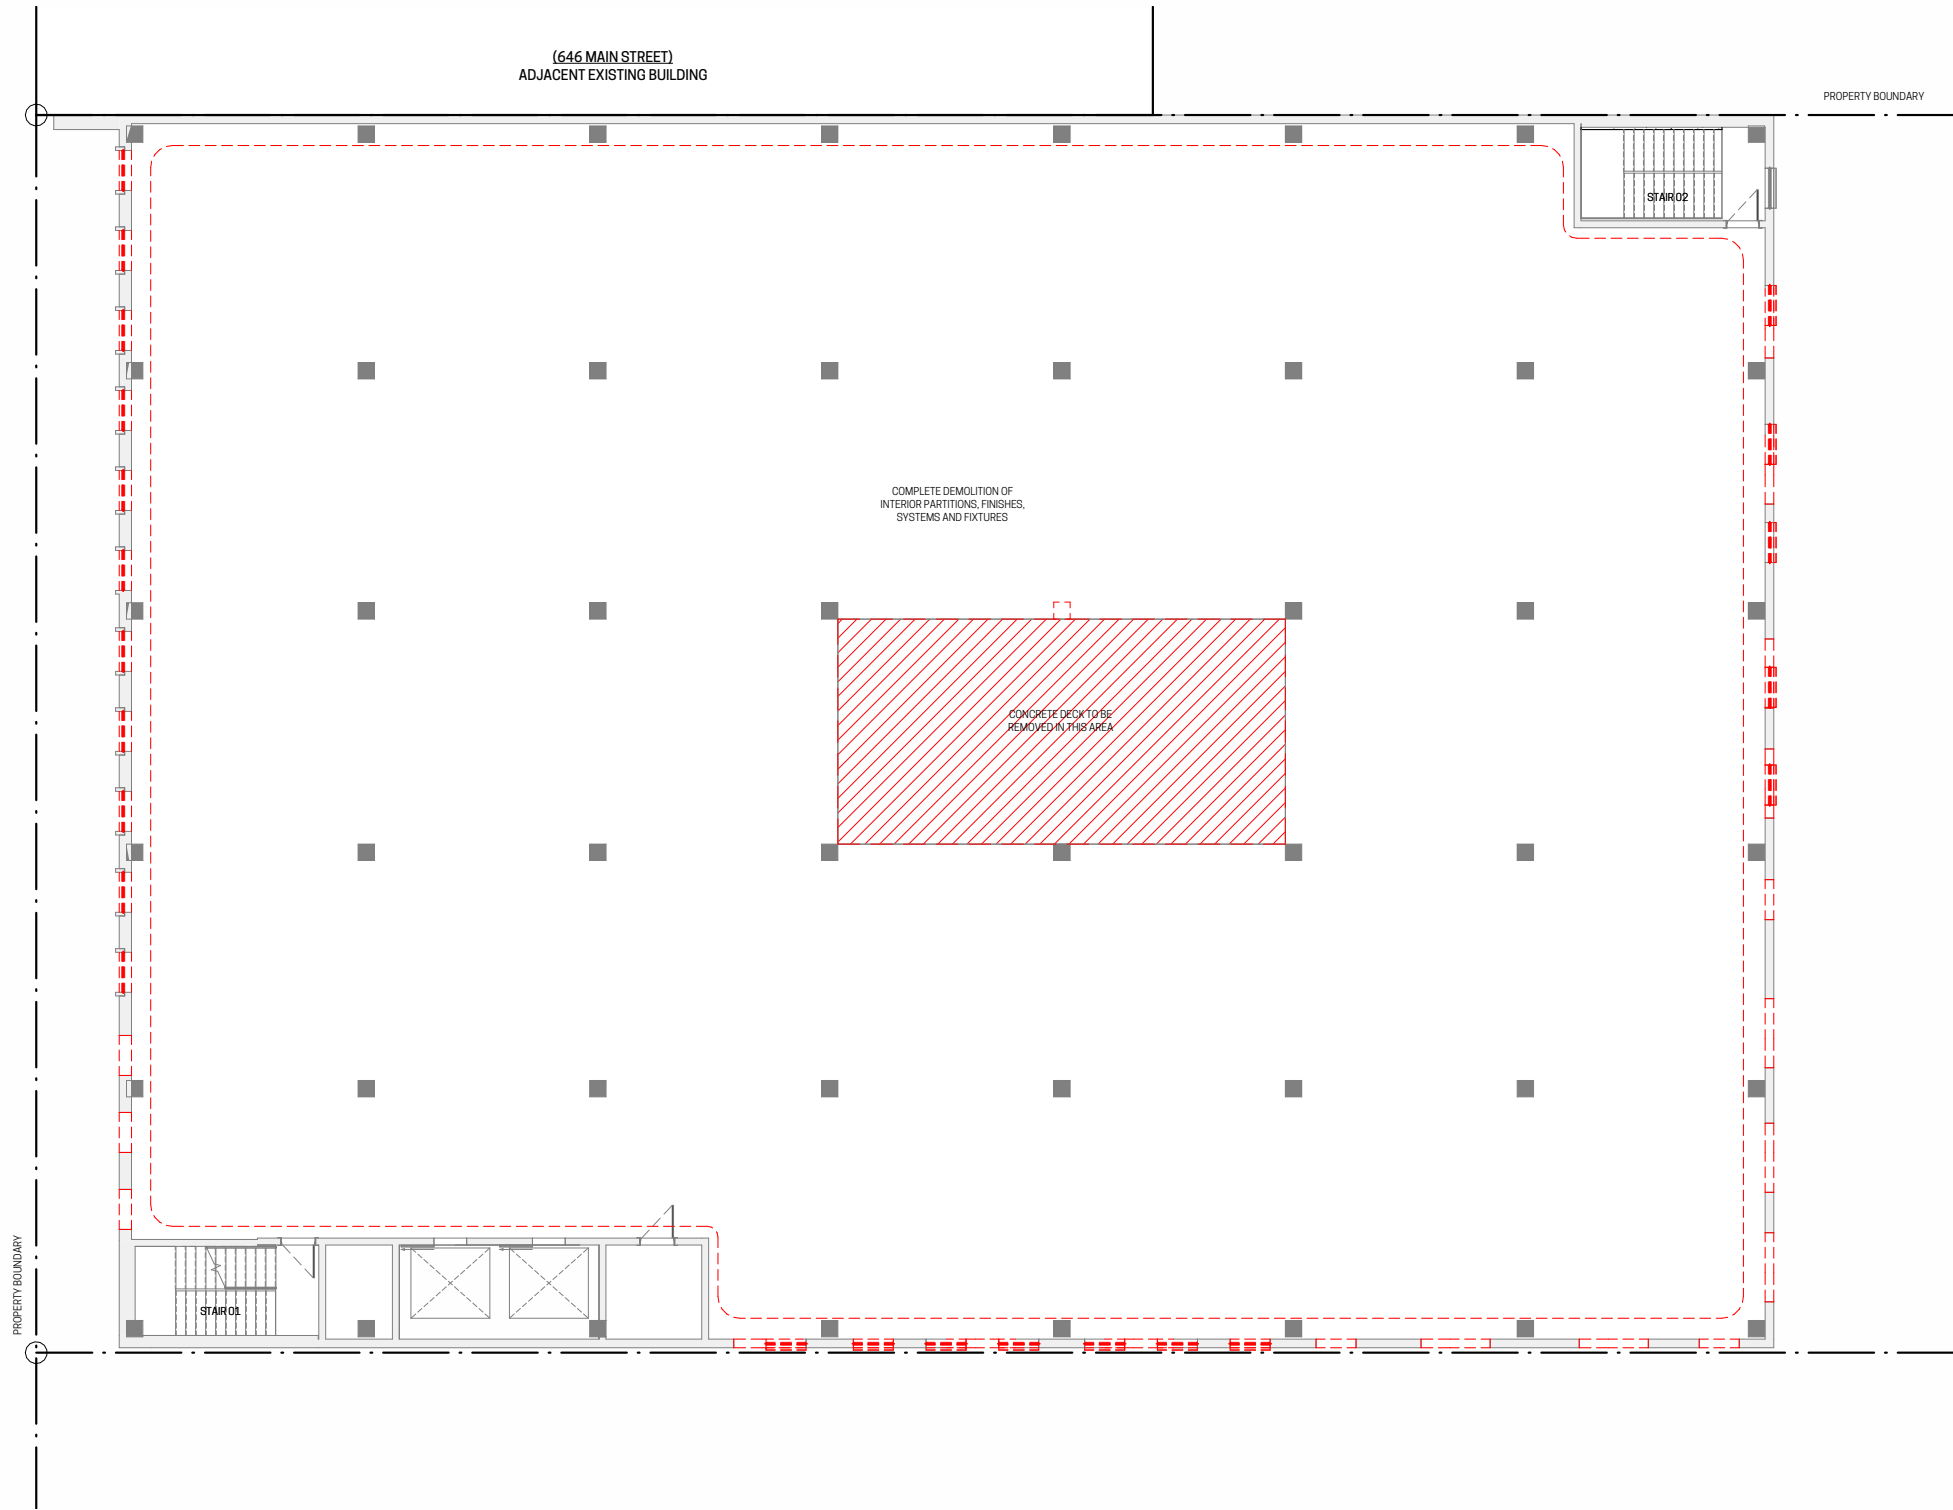 (646 MAIN STREET)
ADJACENT EXISTING BUILDING
PROPERTY BOUNDARY
STAIR 02
COMPLETE DEMOLITION OF
INTERIOR PARTITIONS, FINISHES,
SYSTEMS AND FIXTURES
CONCRETE DECK TO BE
REMOVED IN THIS AREA
PROPERTY BOUNDARY
STAIR 01